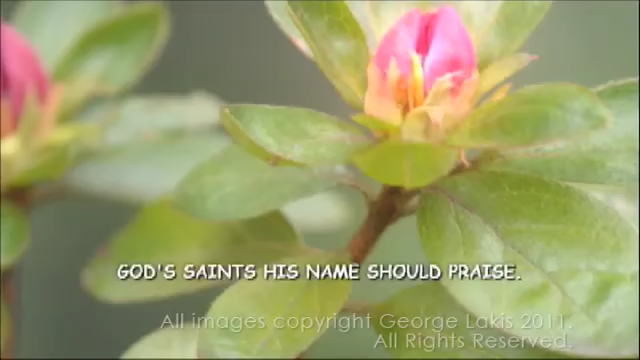 GOD'S SAINTS HIS NAME SHOULD PRAISE.
All images copyright George Lakis 2011.
All Rights Reserved.